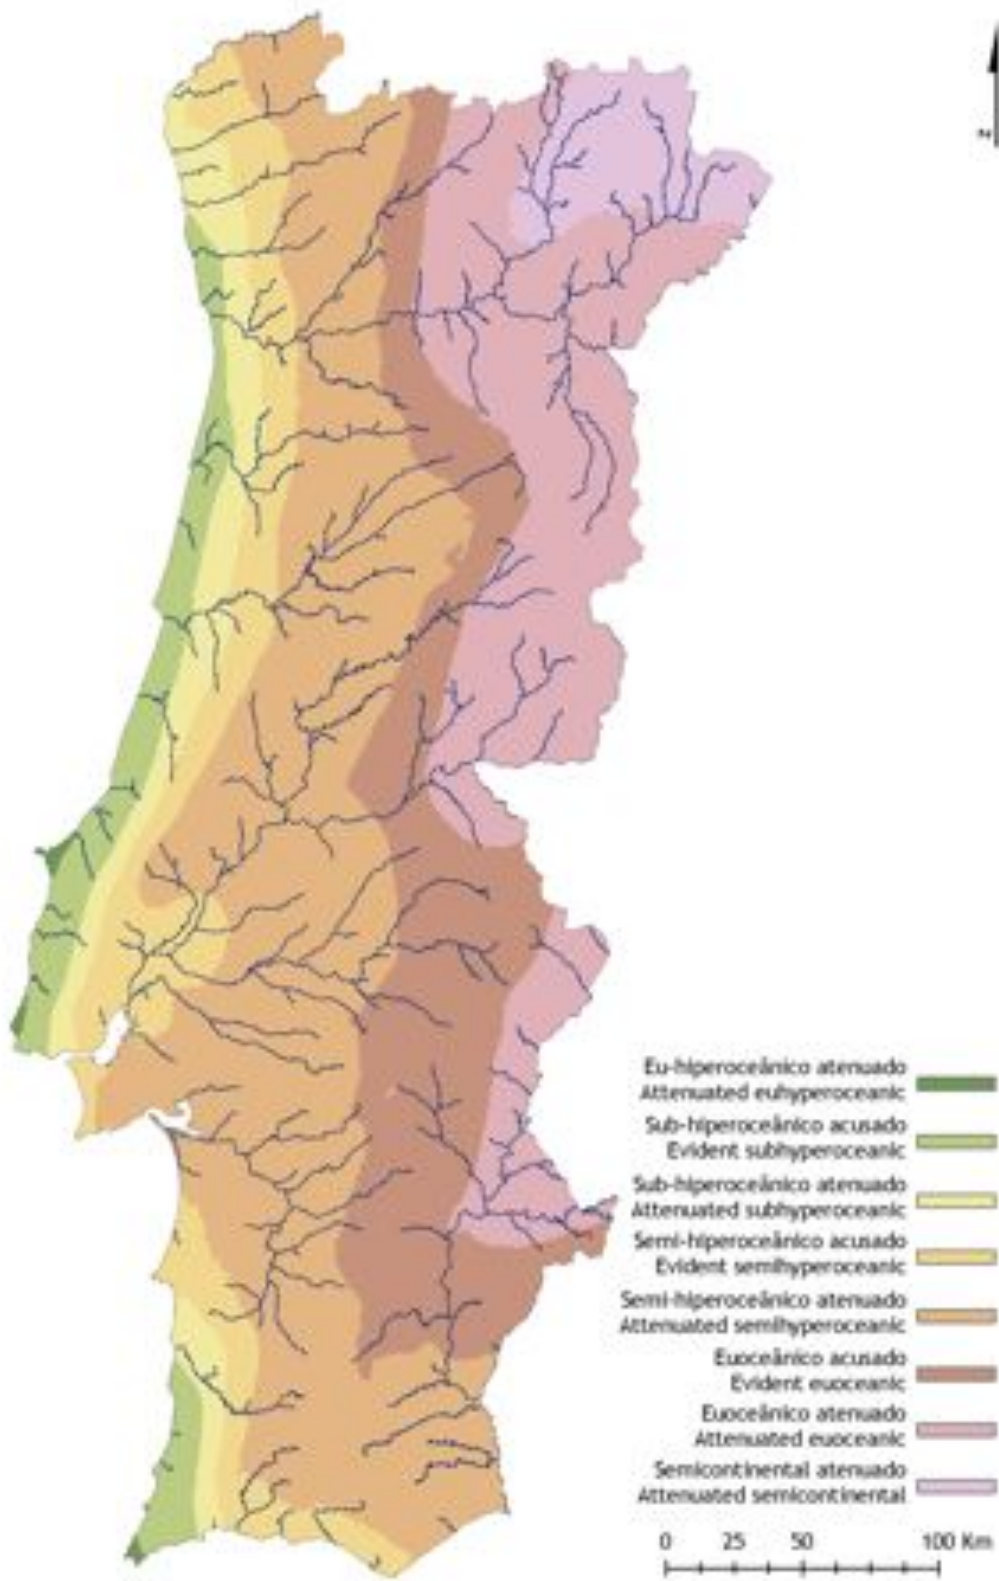 N
Eu-hiperoceânico atenuado
Attenuated euhyperoceanic
Sub-hiperoceânico acusado
Evident subhyperoceanic
Sub-hiperoceânico atenuado
Attenuated subhyperoceanic
Semi-hiperoceânico acusado
Evident semihyperoceanic
Semi-hiperoceânico atenuado
Attenuated semihyperoceanic
Euoceânico acusado
Evident euoceanic
Euoceânico atenuado
Attenuated euoceanic
Semicontinental atenuado
Attenuated semicontinental
0 25 50 100 Km